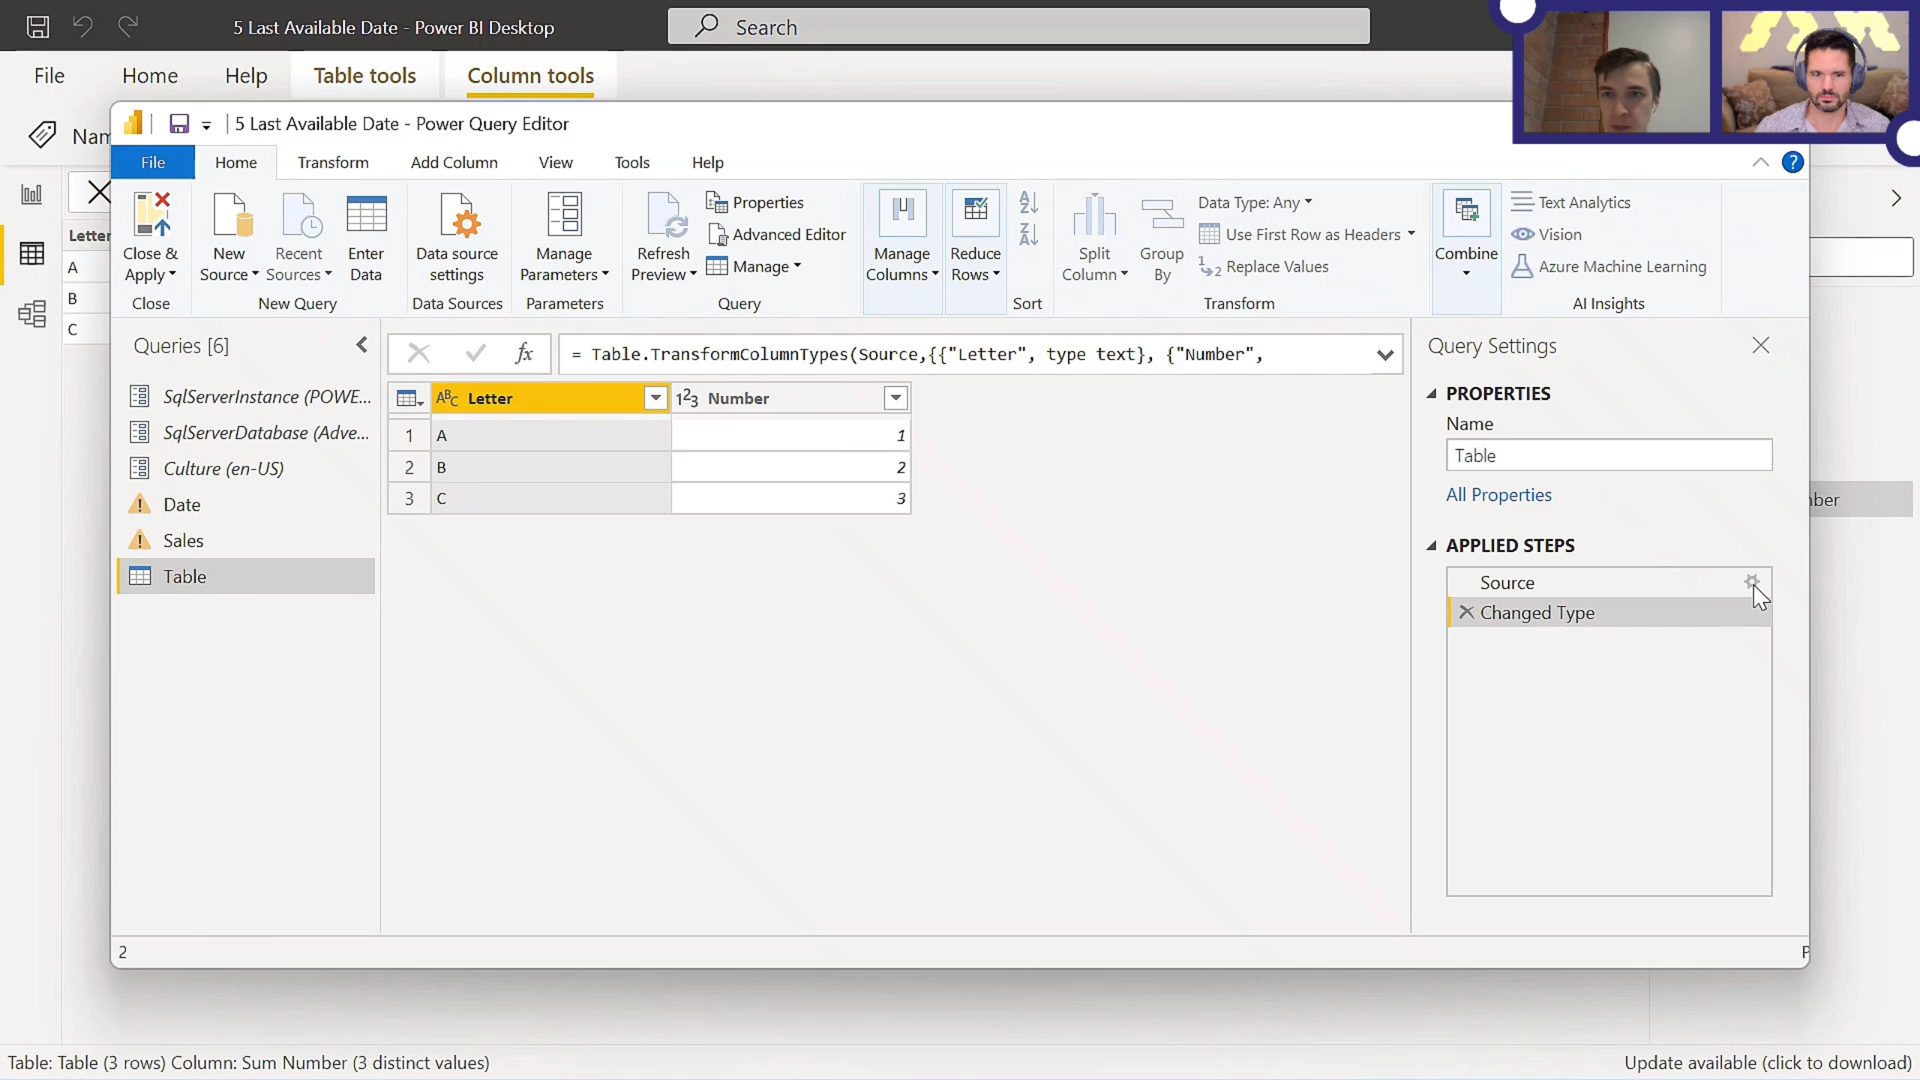 5 Last Available Date - Power BI Desktop
Search
File Home Help Table tools Column tools
5 Last Available Date - Power Query Editor
File Home Transform Add Column View Tools Help
Close & Apply
Close
New Source
Recent Sources
Enter Data
New Query
Data source settings
Data Sources
Manage Parameters
Parameters
Refresh Preview
Properties
Advanced Editor
Manage
Query
Manage Columns
Reduce Rows
Sort
Split Column
Group By
Data Type: Any
Use First Row as Headers
Replace Values
Transform
Combine
Text Analytics
Vision
Azure Machine Learning
AI Insights
Letter
A
B
C
Queries [6]
SqlServerInstance (POWE...
SqlServerDatabase (Adve...
Culture (en-US)
Date
Sales
Table
fx = Table.TransformColumnTypes(Source,{{"Letter", type text}, {"Number",
ABC Letter 123 Number
1 A 1
2 B 2
3 C 3
Query Settings
PROPERTIES
Name
Table
All Properties
APPLIED STEPS
Source
Changed Type
2
Table: Table (3 rows) Column: Sum Number (3 distinct values)
Update available (click to download)